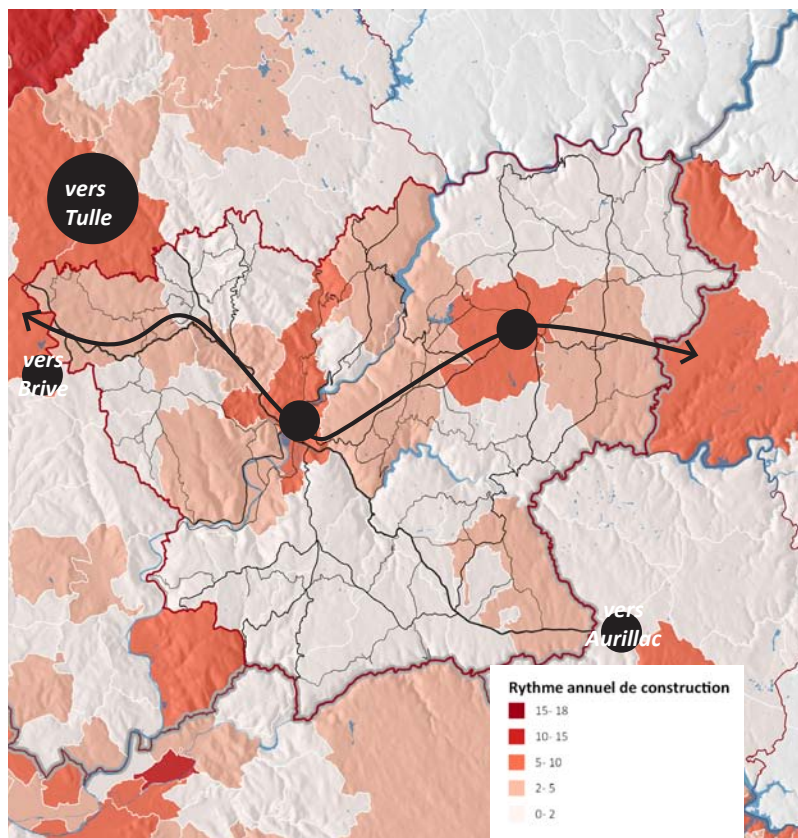 vers
Tulle
vers
Brive
vers
Aurillac
Rythme annuel de construction
15- 18
10- 15
5- 10
2- 5
0- 2